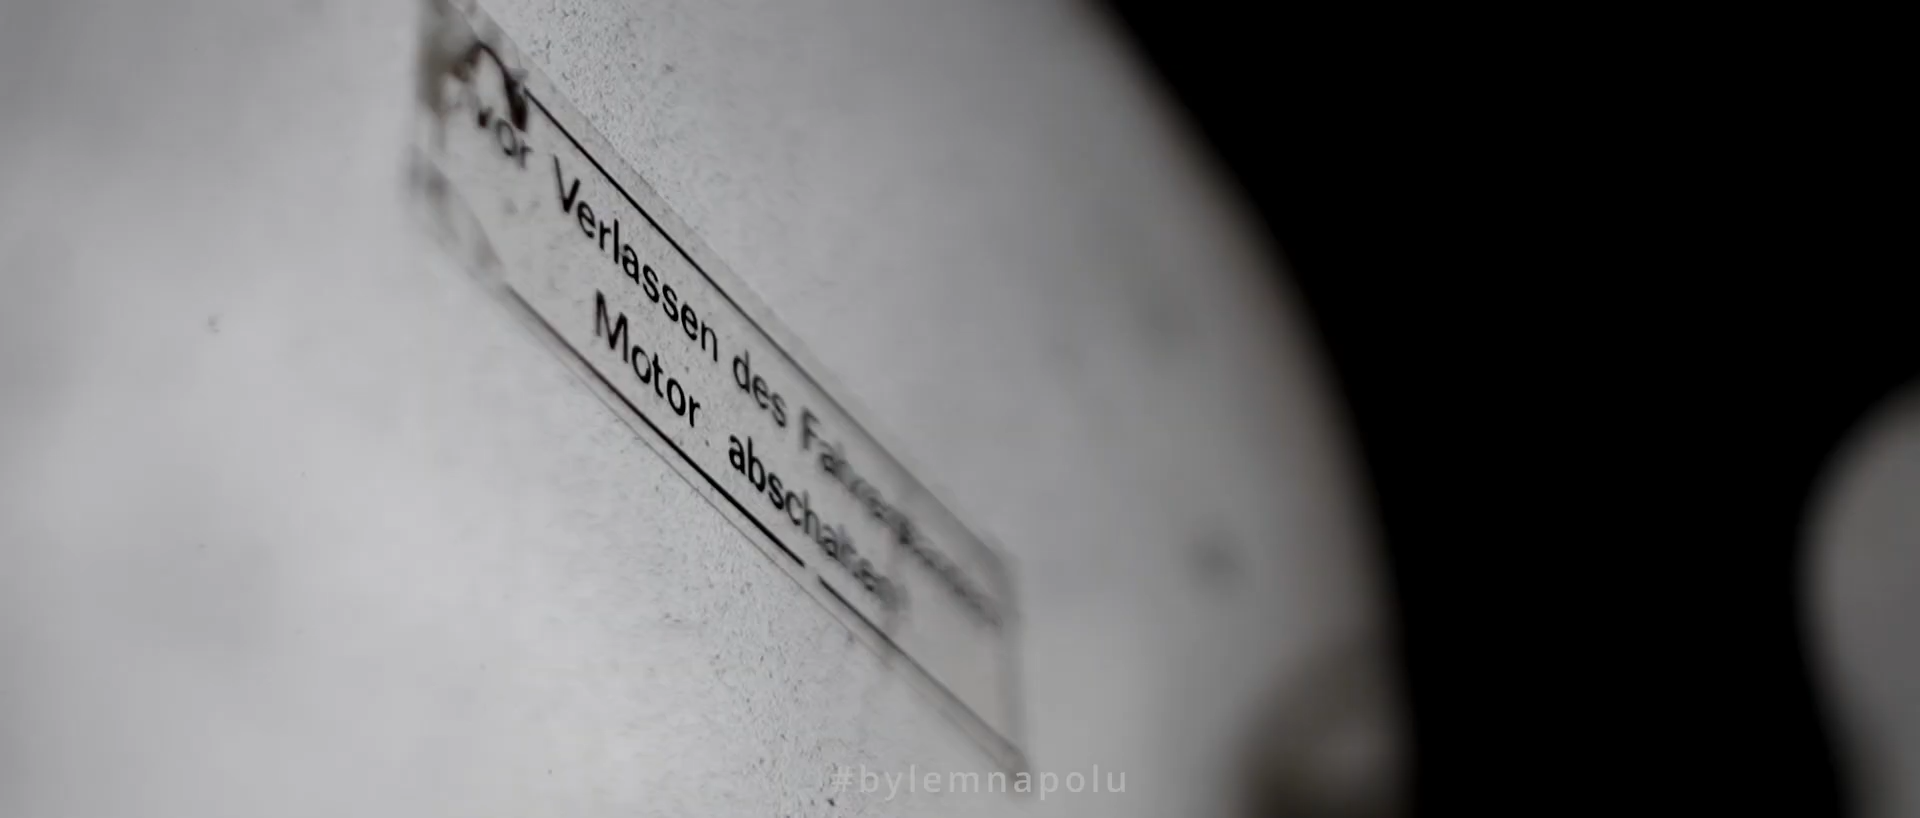 Vor Verlassen des
Motor abschalten
#bylemnapolu